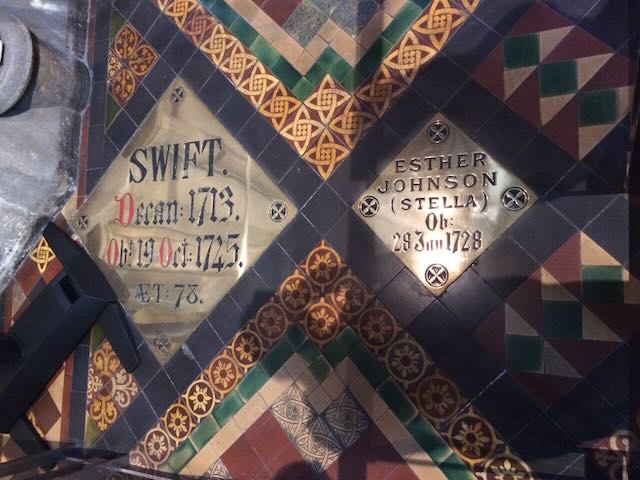 SWIFT.
Decan: 1713.
Ob: 19 Oct: 1745.
ÆT: 78.
ESTHER
JOHNSON
(STELLA)
Ob:
28 Jan 1728